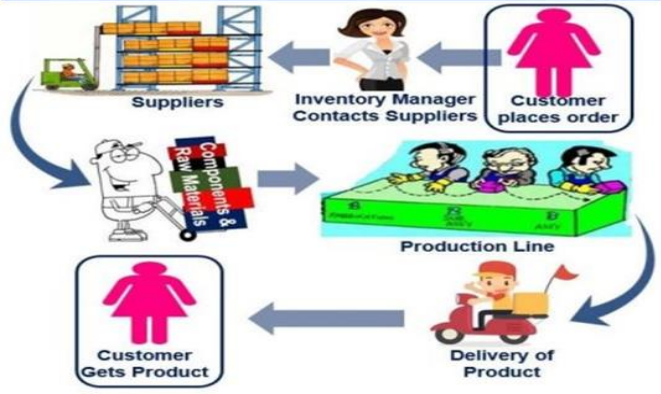 Suppliers
Inventory Manager
Contacts Suppliers
Customer
places order
Components &
Raw Materials
Production Line
Customer
Gets Product
Delivery of
Product